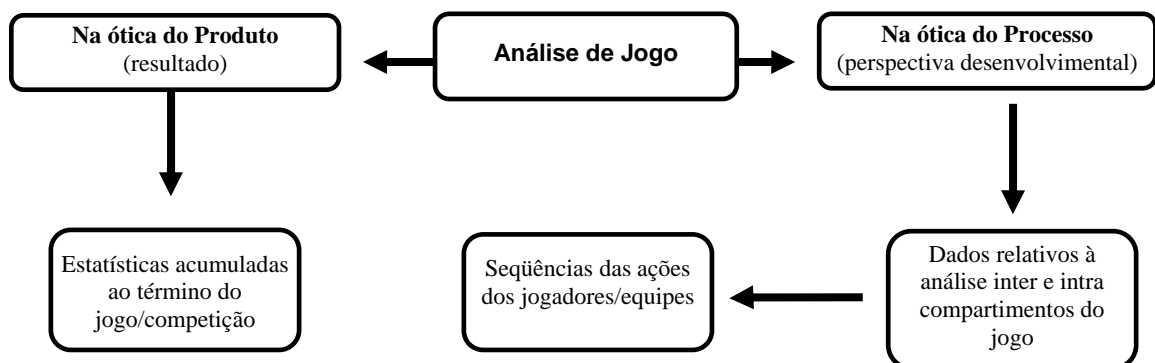 Na ótica do Produto
(resultado)
Análise de Jogo
Na ótica do Processo
(perspectiva desenvolvimental)
Estatísticas acumuladas
ao término do
jogo/competição
Seqüências das ações
dos jogadores/equipes
Dados relativos à
análise inter e intra
compartimentos do
jogo